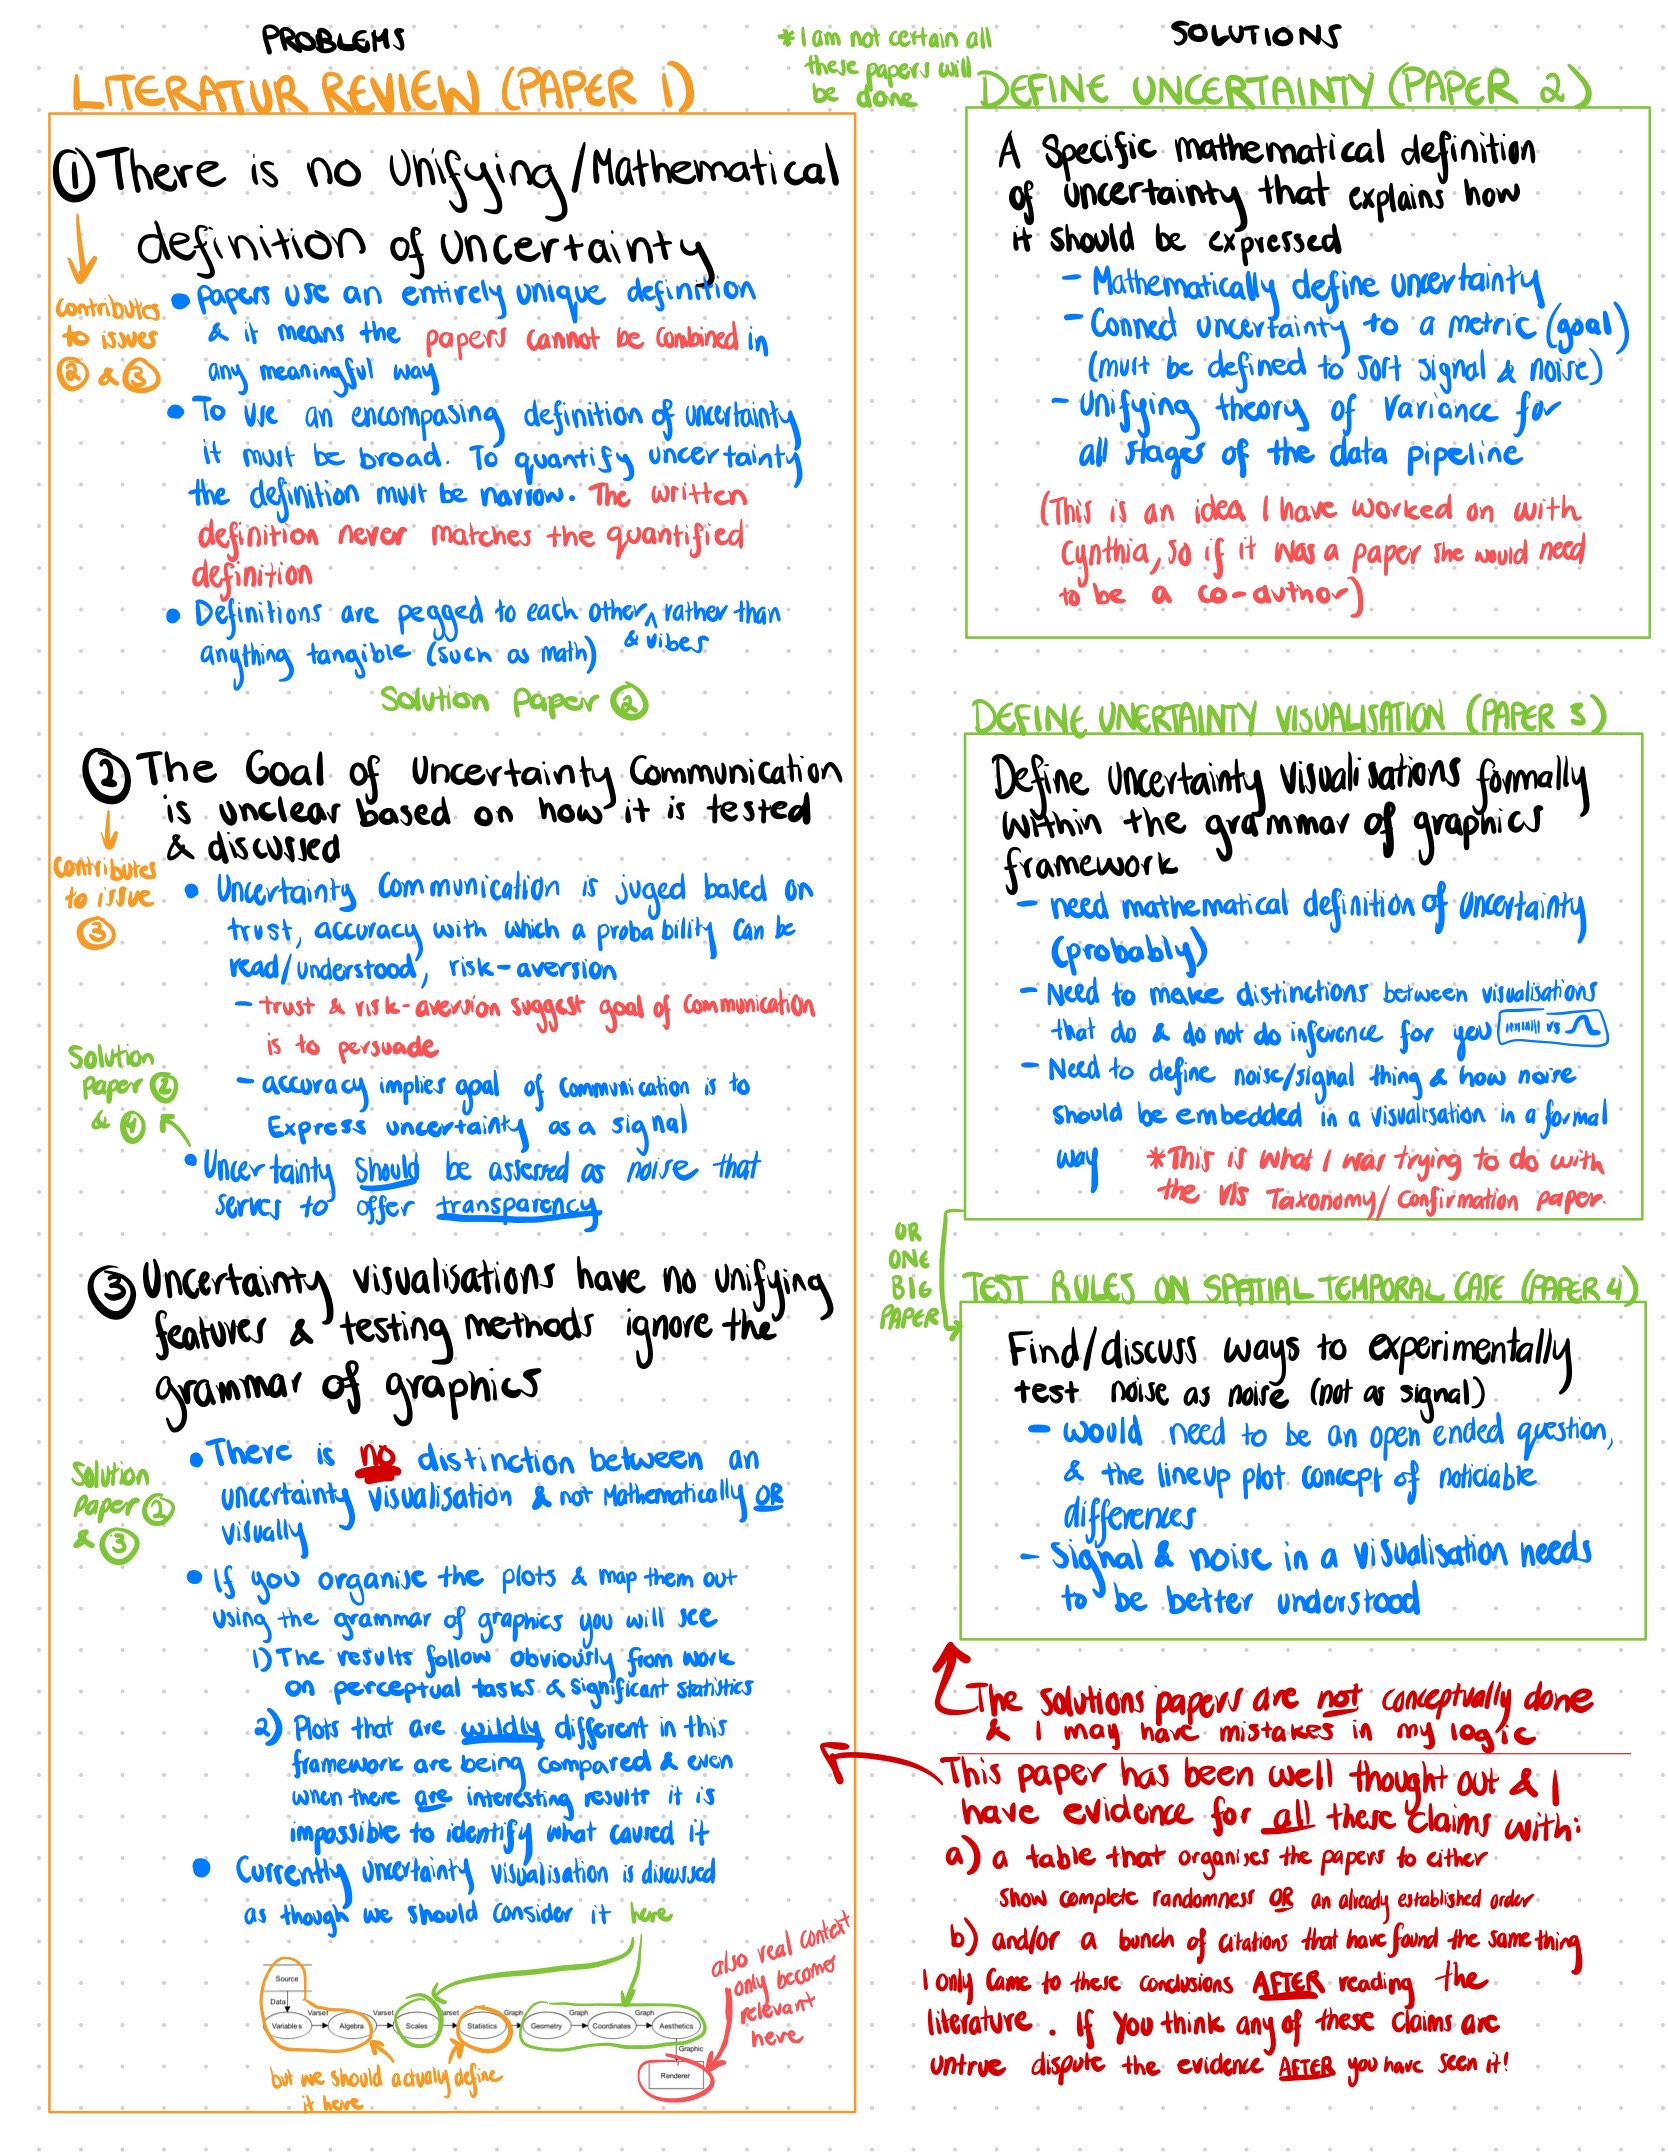 PROBLEMS
LITERATUR REVIEW (PAPER 1)
① There is no Unifying/Mathematical
definition of uncertainty
Contributes
to issues
② & ③
• Papers use an entirely unique definition
& it means the papers cannot be combined in
any meaningful way
• To use an encompasing definition of uncertainty
it must be broad. To quantify uncertainty
the definition must be narrow. The written
definition never matches the quantified
definition
• Definitions are pegged to each other ^ rather than
& vibes
anything tangible (such as math)
Solution Paper ②
② The Goal of Uncertainty Communication
is unclear based on how it is tested
& discussed
Contributes
to issue
③
• Uncertainty Communication is juged based on
trust, accuracy with which a probability can be
read/understood, risk-aversion
- trust & risk-aversion suggest goal of communication
is to persuade
- accuracy implies goal of communication is to
Express uncertainty as a signal
Solution
Paper ②
& ④
• Uncertainty should be assessed as noise that
serves to offer transparency
③ Uncertainty visualisations have no unifying
features & testing methods ignore the
grammar of graphics
Solution
Paper ②
& ③
• There is no distinction between an
uncertainty visualisation & not Mathematically OR
visually
• If you organise the plots & map them out
using the grammar of graphics you will see
1) The results follow obviously from work
on perceptual tasks & significant statistics
2) Plots that are wildly different in this
framework are being compared & even
when there are interesting results it is
impossible to identify what caused it
• Currently uncertainty visualisation is discussed
as though we should consider it here
Source
Data
Variables
Varset
Algebra
Varset
Scales
Varset
Statistics
Graph
Geometry
Graph
Coordinates
Graph
Aesthetics
Graphic
Renderer
but we should actually define
it here
also real context
only becomes
relevant
here
* I am not certain all
these papers will
be done
SOLUTIONS
DEFINE UNCERTAINTY (PAPER 2)
A Specific mathematical definition
of uncertainty that explains how
it should be expressed
- Mathematically define uncertainty
- Connect uncertainty to a metric (goal)
(must be defined to sort signal & noise)
- Unifying theory of variance for
all stages of the data pipeline
(This is an idea I have worked on with
Cynthia, so if it was a paper she would need
to be a co-author)
DEFINE UNERTAINTY VISUALISATION (PAPER 3)
Define Uncertainty visualisations formally
within the grammar of graphics
framework
- need mathematical definition of uncertainty
(probably)
- Need to make distinctions between visualisations
that do & do not do inference for you vs
- Need to define noise/signal thing & how noise
should be embedded in a visualisation in a formal
way
*This is what I was trying to do with
the vis Taxonomy/Confirmation paper.
OR
ONE
BIG
PAPER
TEST RULES ON SPATIAL TEMPORAL CASE (PAPER 4)
Find/discuss ways to experimentally
test noise as noise (not as signal)
- would need to be an open ended question,
& the lineup plot concept of noticiable
differences
- Signal & noise in a visualisation needs
to be better understood
The solutions papers are not conceptually done
& I may have mistakes in my logic
This paper has been well thought out & I
have evidence for all these claims with:
a) a table that organises the papers to either
show complete randomness OR an already established order
b) and/or a bunch of citations that have found the same thing
I only came to these conclusions AFTER reading the
literature. If you think any of these claims are
untrue dispute the evidence AFTER you have seen it!